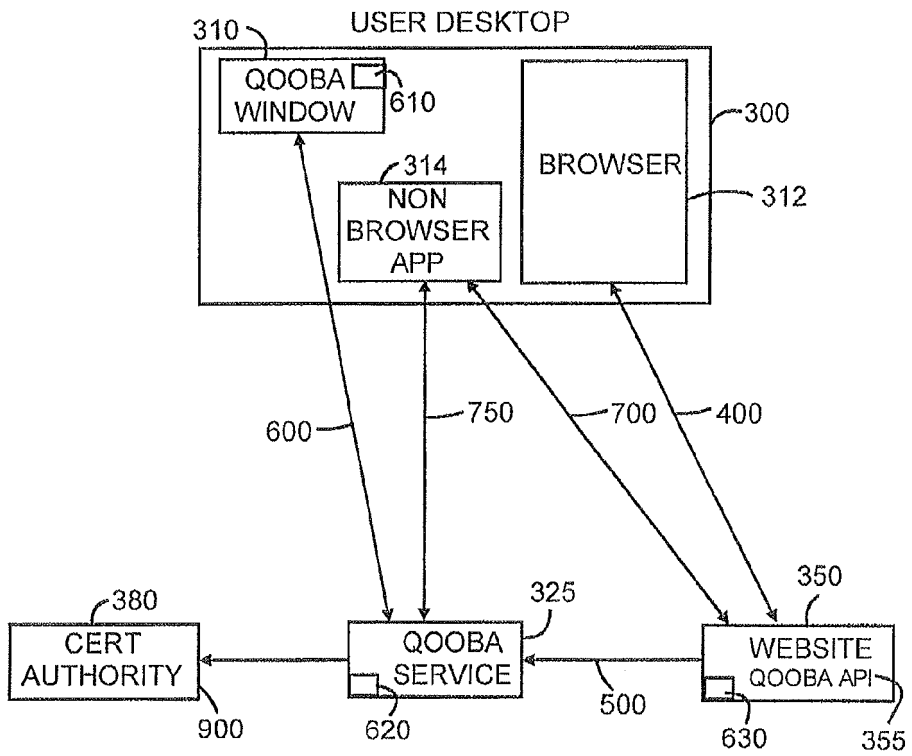 USER DESKTOP
310
QOOBA
WINDOW
610
300
BROWSER
312
314
NON
BROWSER
APP
600
750
700
400
380
CERT
AUTHORITY
900
325
QOOBA
SERVICE
620
500
350
WEBSITE
QOOBA API
630
355